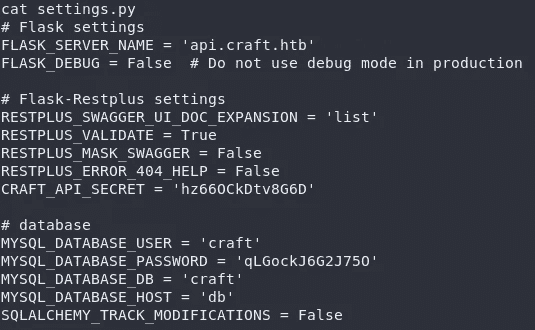 cat settings.py
# Flask settings
FLASK_SERVER_NAME = 'api.craft.htb'
FLASK_DEBUG = False  # Do not use debug mode in production

# Flask-Restplus settings
RESTPLUS_SWAGGER_UI_DOC_EXPANSION = 'list'
RESTPLUS_VALIDATE = True
RESTPLUS_MASK_SWAGGER = False
RESTPLUS_ERROR_404_HELP = False
CRAFT_API_SECRET = 'hz66OCkDtv8G6D'

# database
MYSQL_DATABASE_USER = 'craft'
MYSQL_DATABASE_PASSWORD = 'qLGockJ6G2J75O'
MYSQL_DATABASE_DB = 'craft'
MYSQL_DATABASE_HOST = 'db'
SQLALCHEMY_TRACK_MODIFICATIONS = False